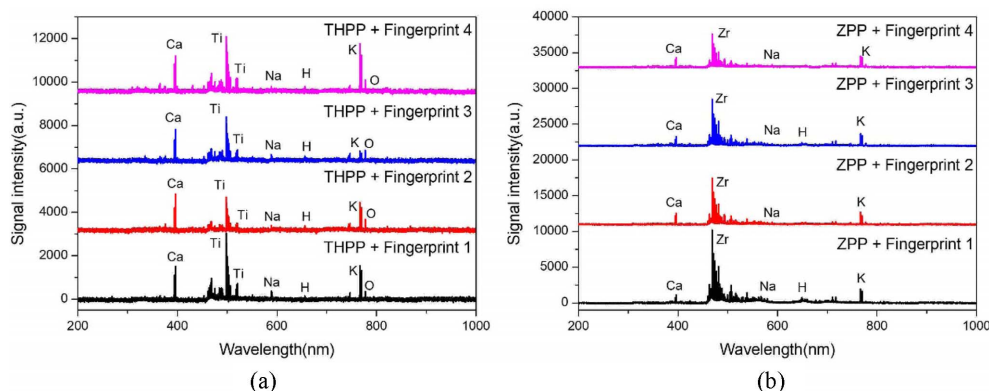 THPP + Fingerprint 4
Ca
Ti
Ti
Na
H
K
O
THPP + Fingerprint 3
Ca
Ti
Ti
Na
H
K
O
THPP + Fingerprint 2
Ca
Ti
Ti
Na
H
K
O
THPP + Fingerprint 1
Ca
Ti
Ti
Na
H
K
O
12000
10000
8000
6000
4000
2000
0
Signal intensity(a.u.)
200 400 600 800 1000
Wavelength(nm)
(a)
ZPP + Fingerprint 4
Ca
Zr
Na
K
ZPP + Fingerprint 3
Ca
Zr
Na
H
K
ZPP + Fingerprint 2
Ca
Zr
Na
K
ZPP + Fingerprint 1
Ca
Zr
Na
H
K
40000
35000
30000
25000
20000
15000
10000
5000
0
Signal intensity(a.u.)
200 400 600 800 1000
Wavelength(nm)
(b)